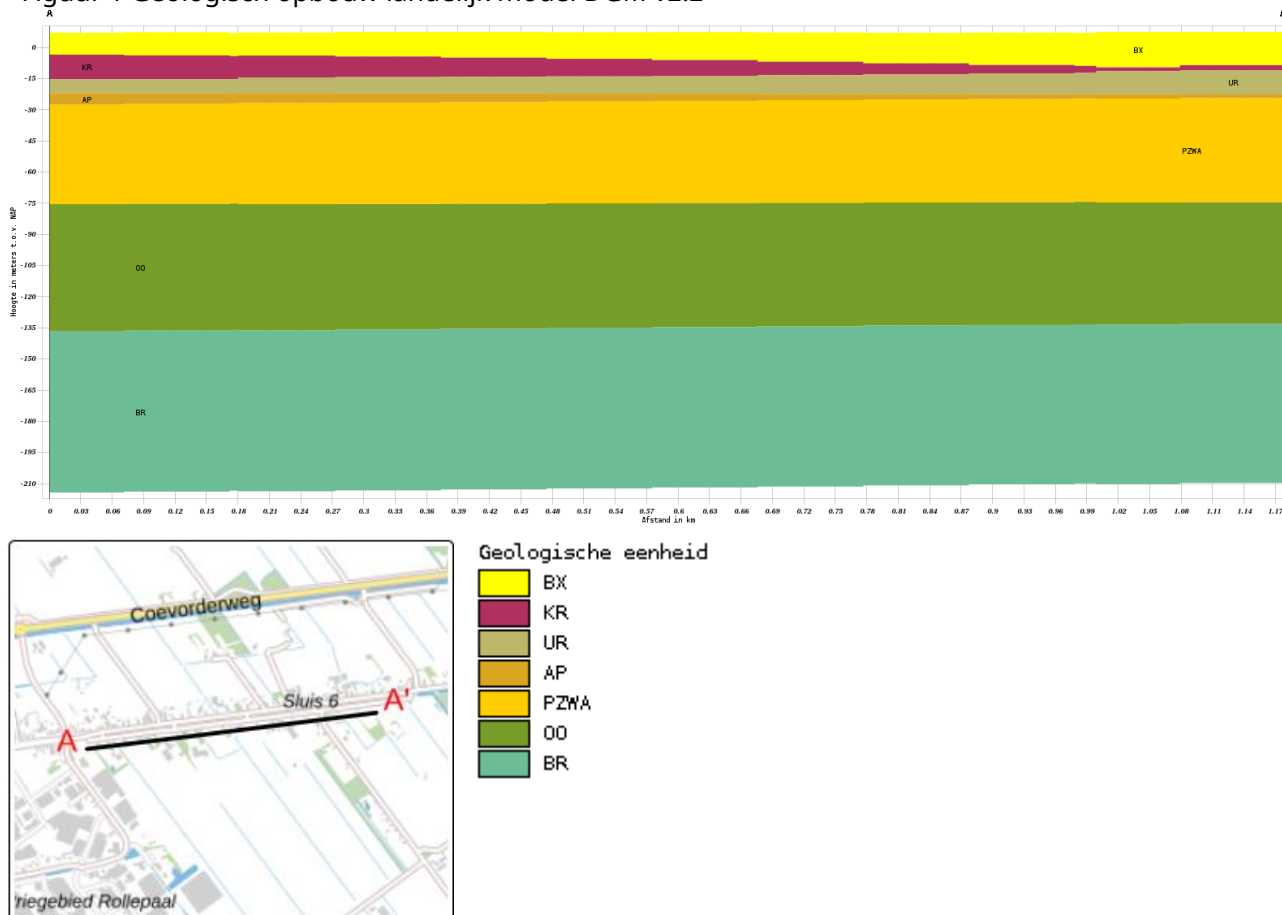 A
BX
KR
UR
AP
PZWA
OO
BR
Hoogte in meters t.o.v. NAP
0
-15
-30
-45
-60
-75
-90
-105
-120
-135
-150
-165
-180
-195
-210
0 0.03 0.06 0.09 0.12 0.15 0.18 0.21 0.24 0.27 0.3 0.33 0.36 0.39 0.42 0.45 0.48 0.51 0.54 0.57 0.6 0.63 0.66 0.69 0.72 0.75 0.78 0.81 0.84 0.87 0.9 0.93 0.96 0.99 1.02 1.05 1.08 1.11 1.14 1.17
Afstand in km
Coevorderweg
Sluis 6
A'
A
riegebied Rollepaal
Geologische eenheid
BX
KR
UR
AP
PZWA
OO
BR